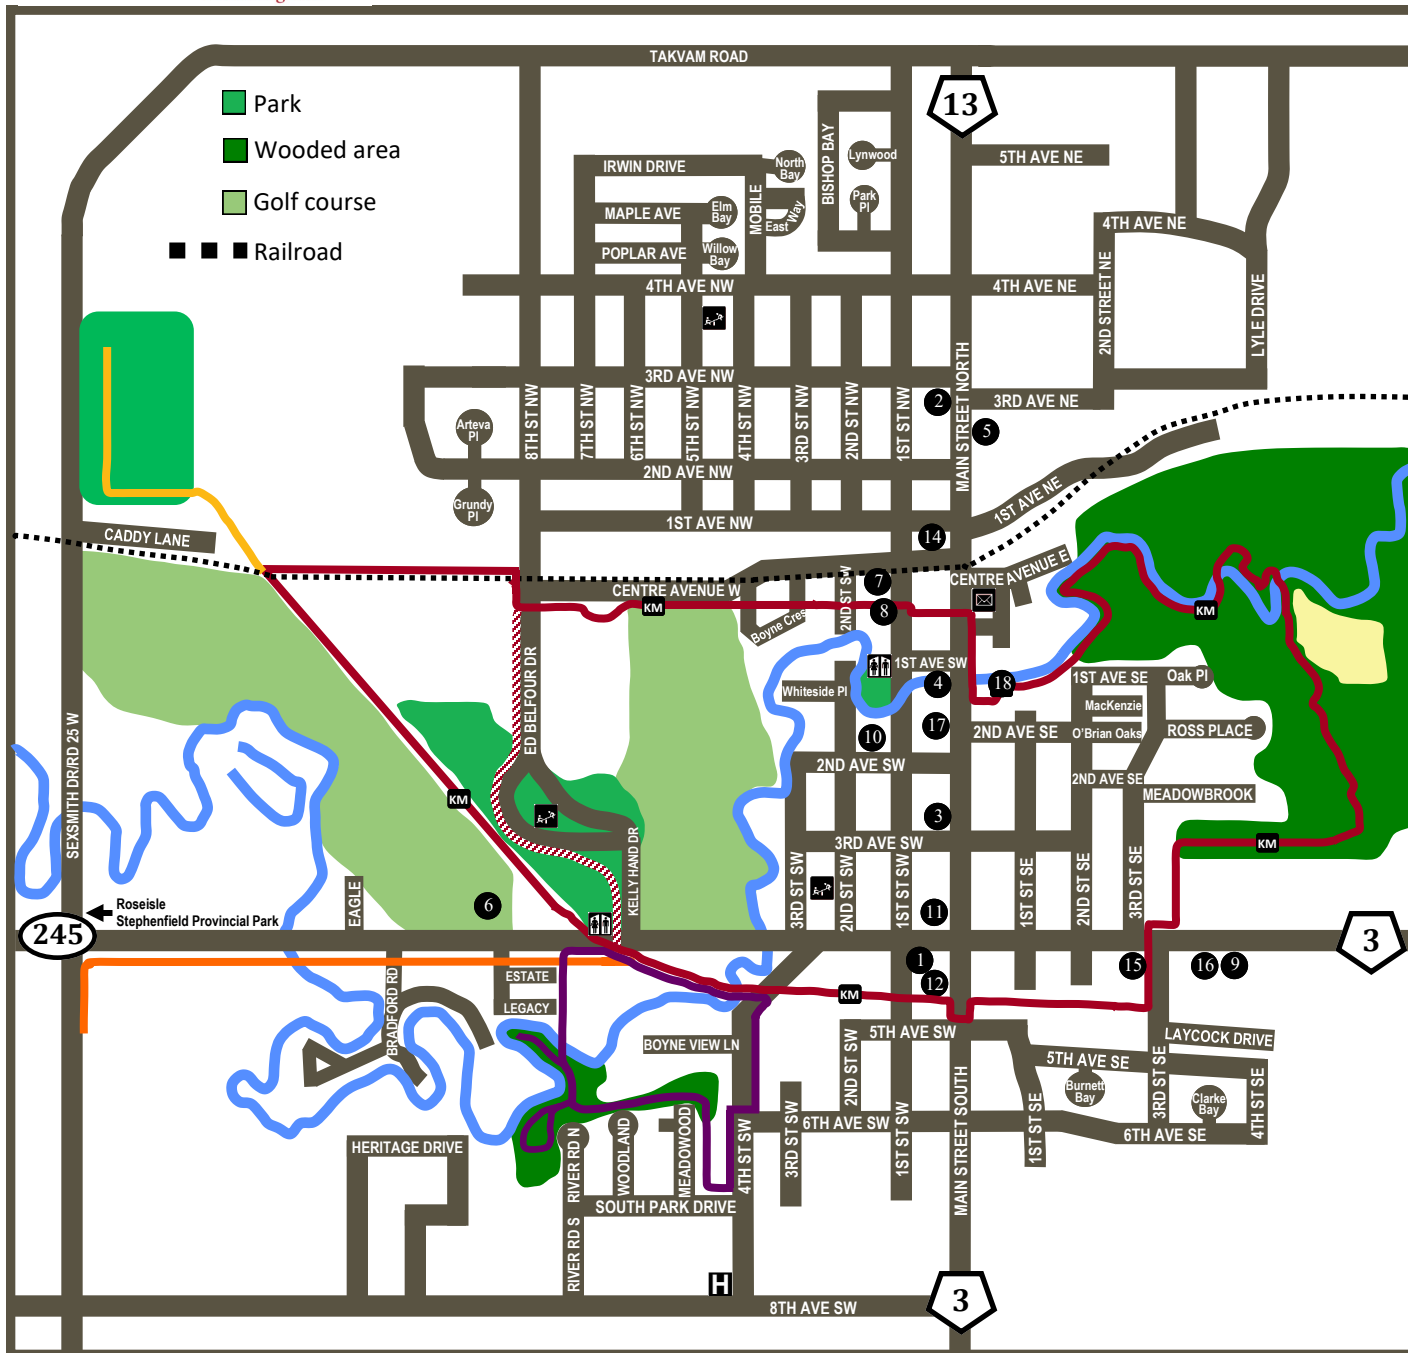 TAKVAM ROAD
13
Park
Wooded area
Golf course
Railroad
5TH AVE NE
IRWIN DRIVE
North
Bay
BISHOP BAY
Lynwood
MAPLE AVE
Elm
Bay
MOBILE
East Way
Park
Pl
POPLAR AVE
Willow
Bay
4TH AVE NE
4TH AVE NW
4TH AVE NE
2ND STREET NE
LYLE DRIVE
3RD AVE NW
3RD AVE NE
2
5
MAIN STREET NORTH
8TH ST NW
7TH ST NW
6TH ST NW
5TH ST NW
4TH ST NW
3RD ST NW
2ND ST NW
1ST ST NW
Arteva
Pl
2ND AVE NW
Grundy
Pl
1ST AVE NW
1ST AVE NE
CADDY LANE
14
CENTRE AVENUE W
2ND ST SW
7
CENTRE AVENUE E
KM
8
KM
Boyne Cres
ED BELFOUR DR
1ST AVE SW
Whiteside Pl
4
18
1ST AVE SE
Oak Pl
MacKenzie
17
10
2ND AVE SE
O'Brian Oaks
ROSS PLACE
2ND AVE SW
2ND AVE SE
MEADOWBROOK
KM
SEXSMITH DR/RD 25 W
3
3RD AVE SW
KM
KELLY HAND DR
3RD ST SW
2ND ST SW
1ST ST SW
1ST ST SE
2ND ST SE
3RD ST SE
EAGLE
6
11
Roseisle
Stephenfield Provincial Park
245
3
1
15
16
9
ESTATE
12
KM
LEGACY
BRADFORD RD
BOYNE VIEW LN
2ND ST SW
5TH AVE SW
LAYCOCK DRIVE
5TH AVE SE
3RD ST SE
Burnett
Bay
Clarke
Bay
4TH ST SE
1ST ST SE
6TH AVE SW
6TH AVE SE
3RD ST SW
1ST ST SW
MAIN STREET SOUTH
HERITAGE DRIVE
RIVER RD N
WOODLAND
MEADOWOOD
4TH ST SW
SOUTH PARK DRIVE
RIVER RD S
H
8TH AVE SW
3